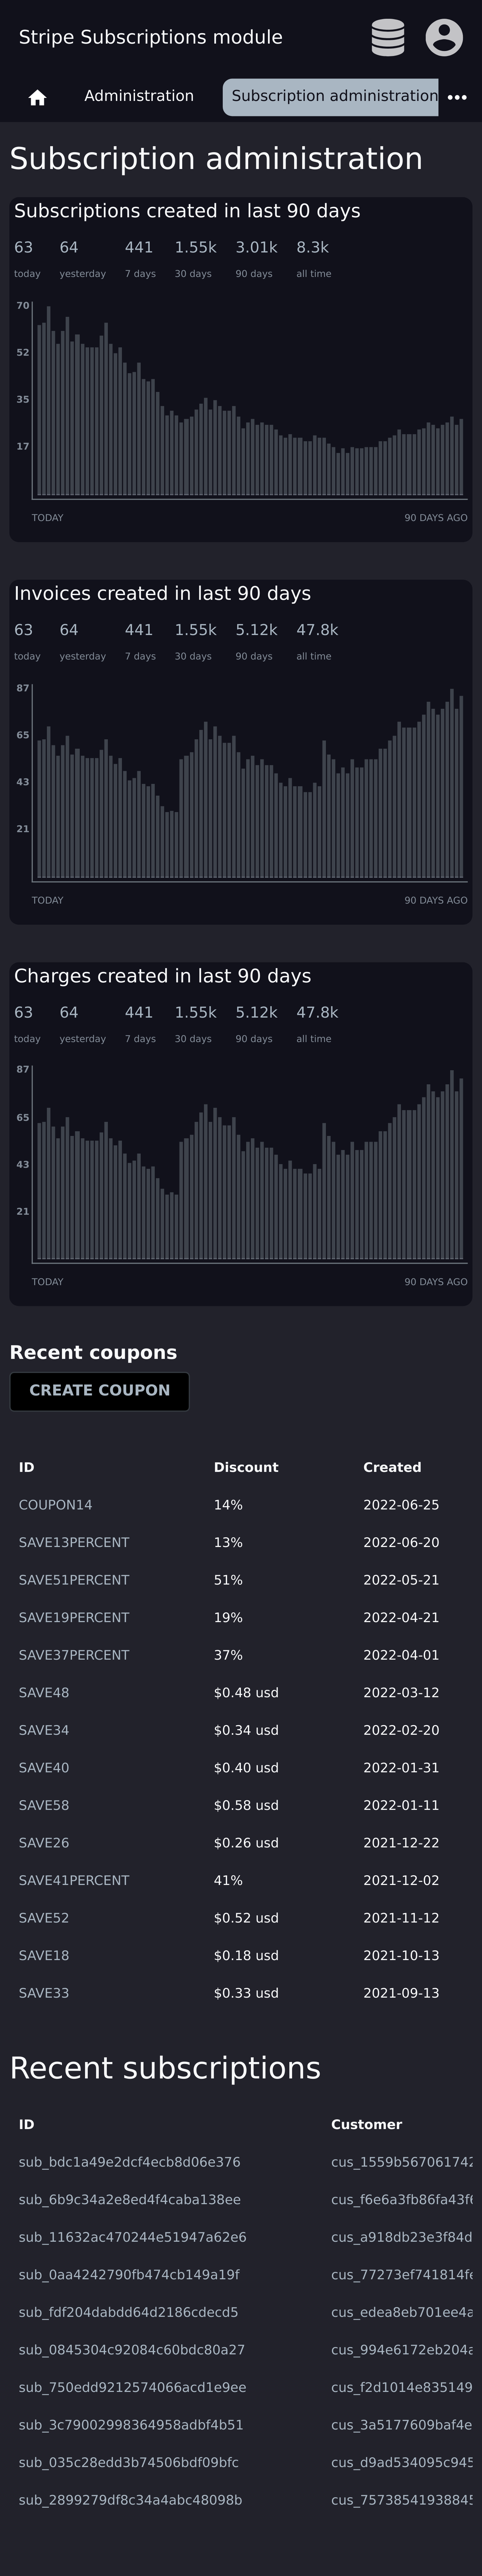 Stripe Subscriptions module
Administration Subscription administration
Subscription administration
Subscriptions created in last 90 days
63 64 441 1.55k 3.01k 8.3k
today yesterday 7 days 30 days 90 days all time
70
52
35
17
TODAY 90 DAYS AGO
Invoices created in last 90 days
63 64 441 1.55k 5.12k 47.8k
today yesterday 7 days 30 days 90 days all time
87
65
43
21
TODAY 90 DAYS AGO
Charges created in last 90 days
63 64 441 1.55k 5.12k 47.8k
today yesterday 7 days 30 days 90 days all time
87
65
43
21
TODAY 90 DAYS AGO
Recent coupons
CREATE COUPON
ID Discount Created
COUPON14 14% 2022-06-25
SAVE13PERCENT 13% 2022-06-20
SAVE51PERCENT 51% 2022-05-21
SAVE19PERCENT 19% 2022-04-21
SAVE37PERCENT 37% 2022-04-01
SAVE48 $0.48 usd 2022-03-12
SAVE34 $0.34 usd 2022-02-20
SAVE40 $0.40 usd 2022-01-31
SAVE58 $0.58 usd 2022-01-11
SAVE26 $0.26 usd 2021-12-22
SAVE41PERCENT 41% 2021-12-02
SAVE52 $0.52 usd 2021-11-12
SAVE18 $0.18 usd 2021-10-13
SAVE33 $0.33 usd 2021-09-13
Recent subscriptions
ID Customer
sub_bdc1a49e2dcf4ecb8d06e376 cus_1559b567061742
sub_6b9c34a2e8ed4f4caba138ee cus_f6e6a3fb86fa43f6
sub_11632ac470244e51947a62e6 cus_a918db23e3f84d
sub_0aa4242790fb474cb149a19f cus_77273ef741814fe
sub_fdf204dabdd64d2186cdecd5 cus_edea8eb701ee4a
sub_0845304c92084c60bdc80a27 cus_994e6172eb204a
sub_750edd9212574066acd1e9ee cus_f2d1014e835149
sub_3c79002998364958adbf4b51 cus_3a5177609baf4e
sub_035c28edd3b74506bdf09bfc cus_d9ad534095c945
sub_2899279df8c34a4abc48098b cus_75738541938845